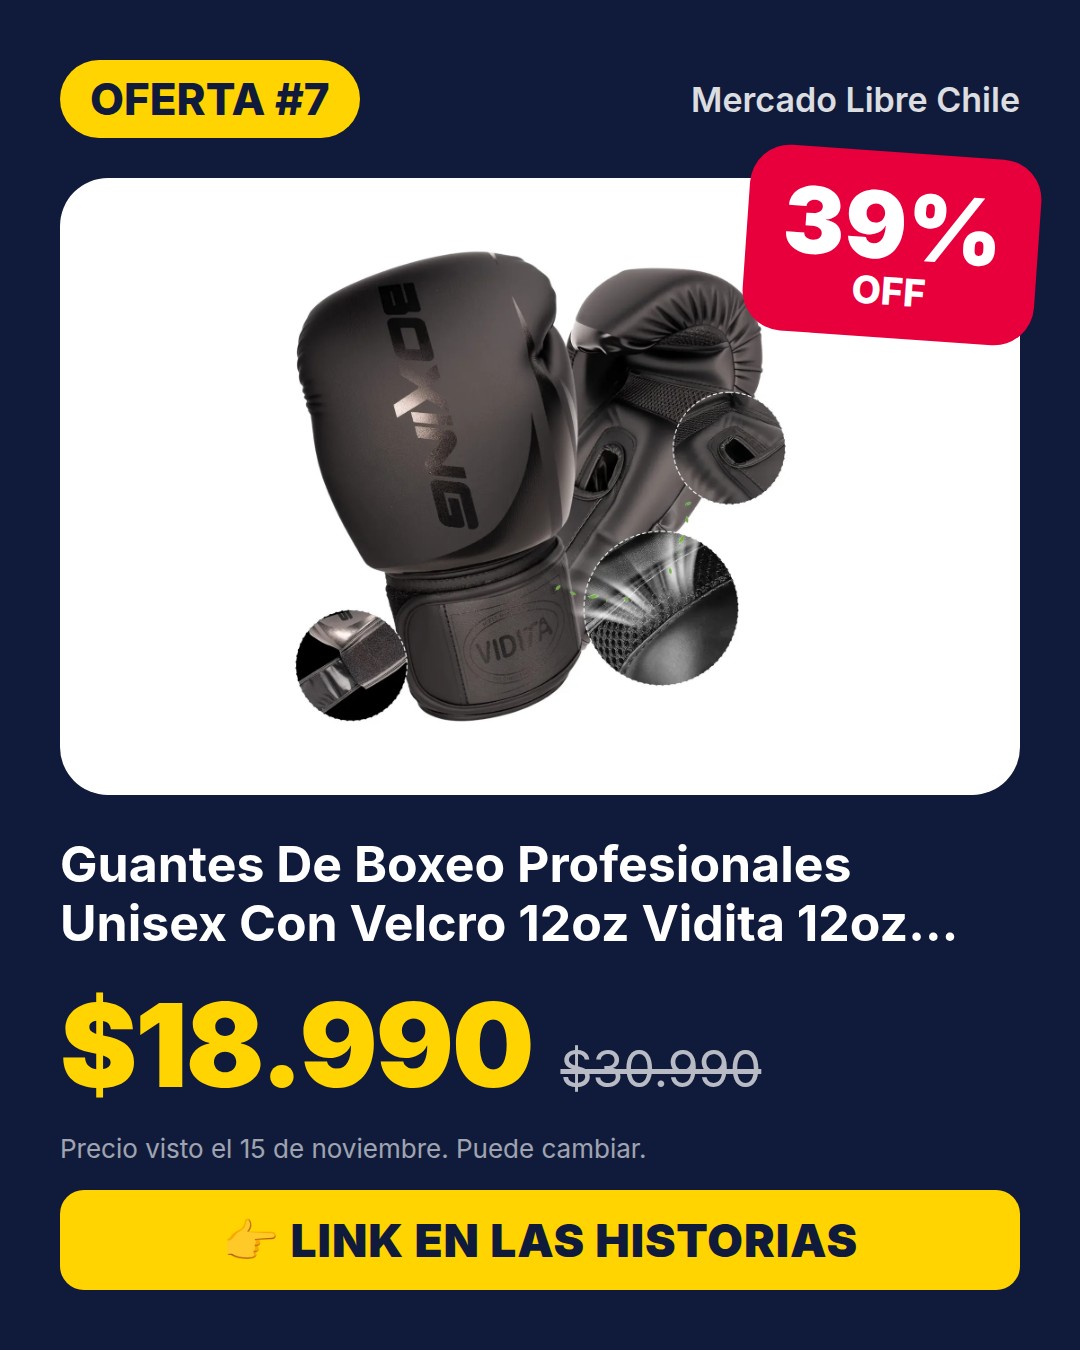 OFERTA #7
Mercado Libre Chile
39%
OFF
BOXING
VIDITA
Guantes De Boxeo Profesionales
Unisex Con Velcro 12oz Vidita 12oz...
$18.990 $30.990
Precio visto el 15 de noviembre. Puede cambiar.
👉 LINK EN LAS HISTORIAS